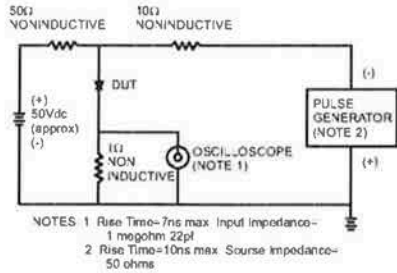 50Ω
NONINDUCTIVE
10Ω
NONINDUCTIVE
(+)
50Vdc
(approx)
(-)
DUT
1Ω
NON
INDUCTIVE
OSCILLOSCOPE
(NOTE 1)
(-)
PULSE
GENERATOR
(NOTE 2)
(+)
NOTES 1 Rise Time=7ns max Input Impedance=
1 megohm 22pf
2 Rise Time=10ns max Sourse Impedance=
50 ohms